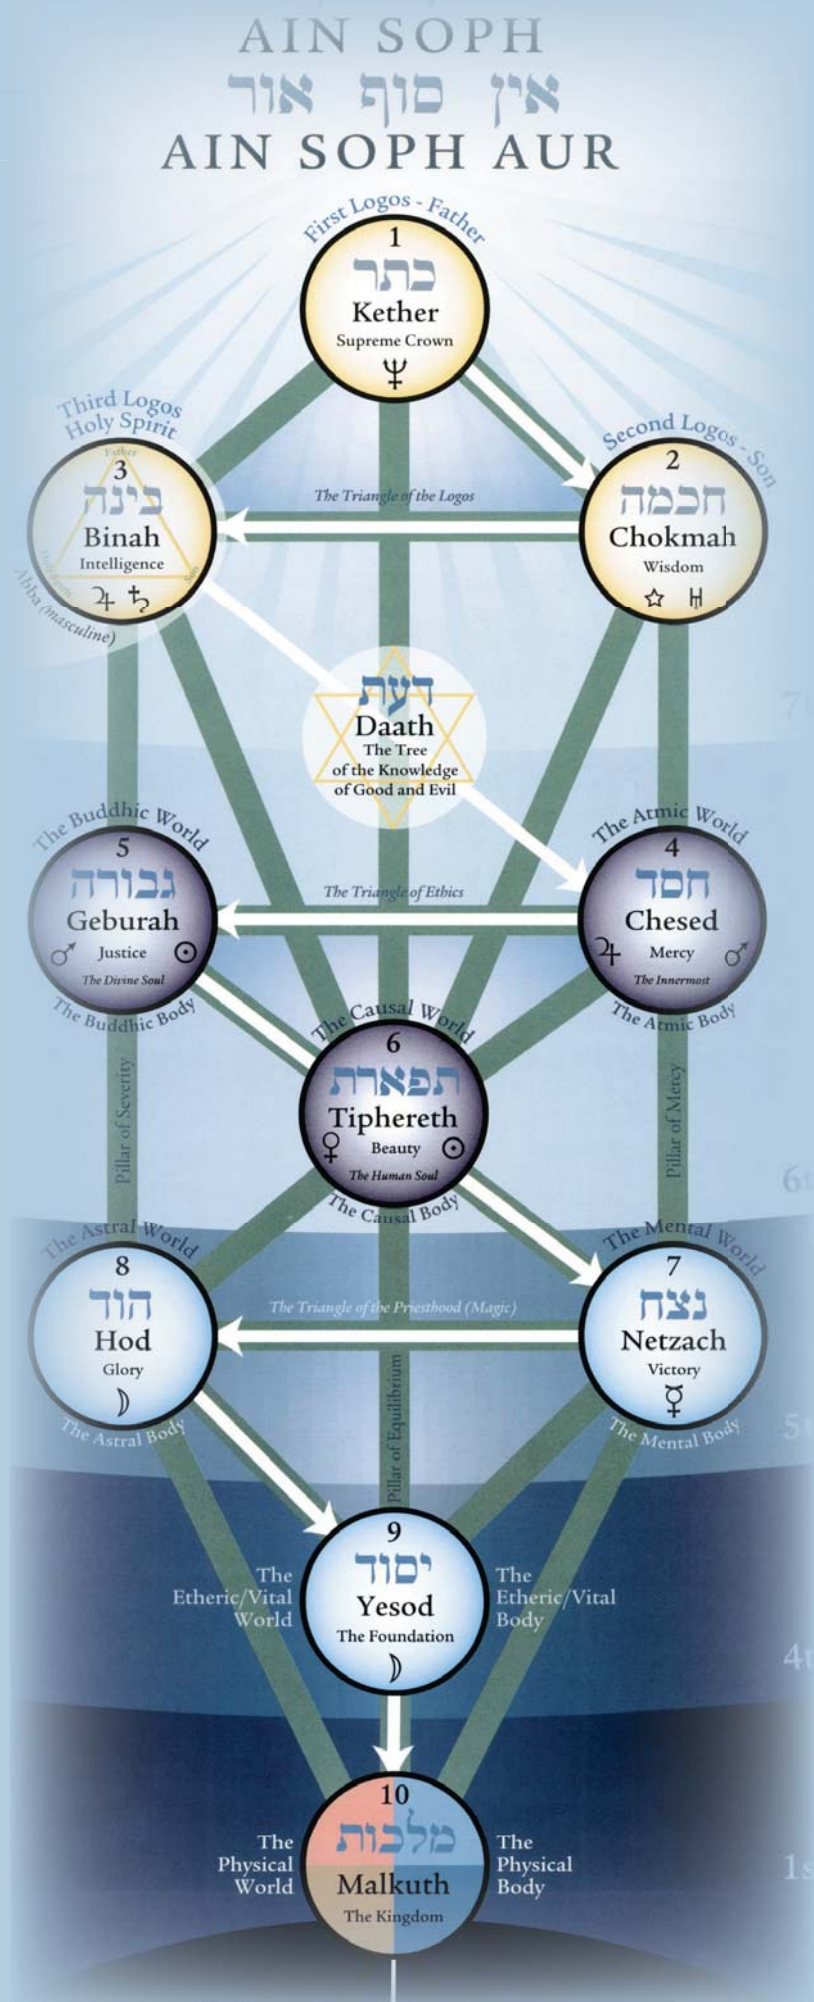 AIN SOPH
אין סוף אור
AIN SOPH AUR
First Logos - Father
1
כתר
Kether
Supreme Crown
♆
Third Logos
Holy Spirit
Father
3
בינה
Binah
Intelligence
♃ ♄
Son
Abba (masculine)
Second Logos - Son
2
חכמה
Chokmah
Wisdom
☆ ♅
The Triangle of the Logos
דעת
Daath
The Tree
of the Knowledge
of Good and Evil
The Buddhic World
5
גבורה
Geburah
♂ Justice ☉
The Divine Soul
The Buddhic Body
The Atmic World
4
חסד
Chesed
♃ Mercy ♂
The Innermost
The Atmic Body
The Triangle of Ethics
The Causal World
6
תפארת
Tiphereth
♀ Beauty ☉
The Human Soul
The Causal Body
Pillar of Severity
Pillar of Mercy
The Astral World
8
הוד
Hod
Glory
☽
The Astral Body
The Mental World
7
נצח
Netzach
Victory
☿
The Mental Body
The Triangle of the Priesthood (Magic)
Pillar of Equilibrium
9
יסוד
Yesod
The Foundation
☽
The
Etheric/Vital
World
The
Etheric/Vital
Body
10
מלכות
Malkuth
The Kingdom
The
Physical
World
The
Physical
Body